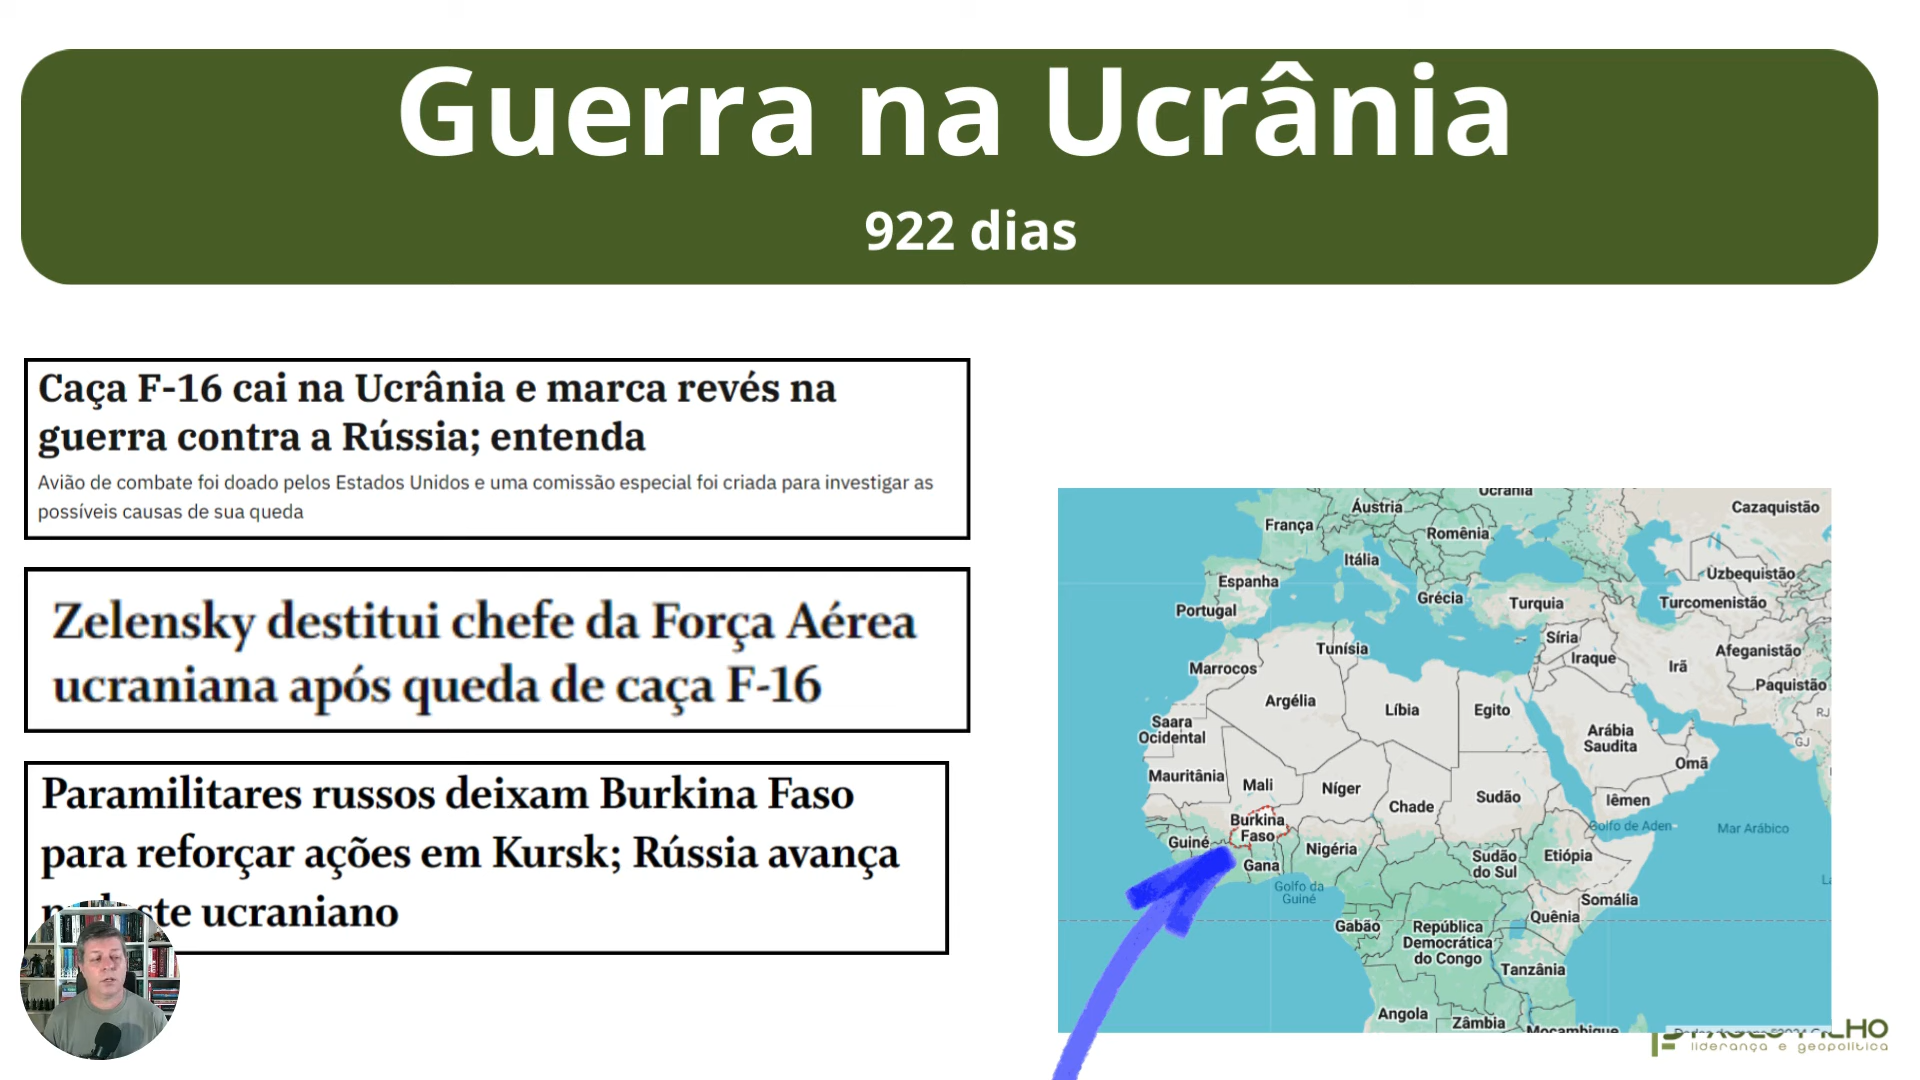 Guerra na Ucrânia
922 dias
Caça F-16 cai na Ucrânia e marca revés na
guerra contra a Rússia; entenda
Avião de combate foi doado pelos Estados Unidos e uma comissão especial foi criada para investigar as
possíveis causas de sua queda
Zelensky destitui chefe da Força Aérea
ucraniana após queda de caça F-16
Paramilitares russos deixam Burkina Faso
para reforçar ações em Kursk; Rússia avança
ucraniano
Ucrânia
Cazaquistão
Áustria
França
Romênia
Itália
Uzbequistão
Espanha
Grécia
Turquia
Turcomenistão
Portugal
Síria
Tunísia
Iraque
Irã
Afeganistão
Marrocos
Paquistão
Argélia
Líbia
Egito
RJ
Saara
Ocidental
Arábia
Saudita
GJ
Omã
Mauritânia
Mali
Níger
Chade
Sudão
Iêmen
Burkina
Faso
Golfo de Aden
Mar Arábico
Guiné
Nigéria
Gana
Sudão
do Sul
Etiópia
Golfo da
Guiné
Somália
Gabão
República
Democrática
do Congo
Quênia
Tanzânia
Angola
Zâmbia
Moçambique
liderança e geopolítica